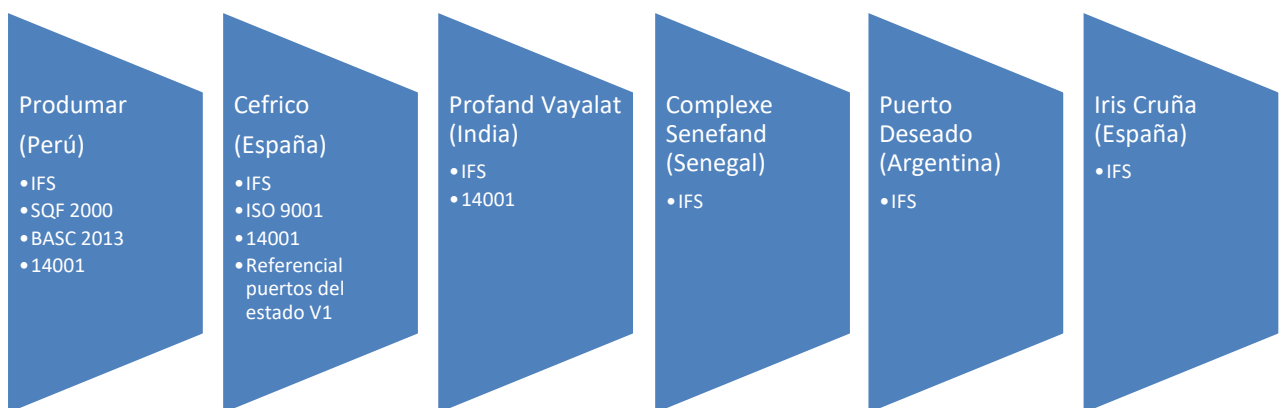 Produmar
(Perú)
•IFS
•SQF 2000
•BASC 2013
•14001
Cefrico
(España)
•IFS
•ISO 9001
•14001
•Referencial
puertos del
estado V1
Profand Vayalat
(India)
•IFS
•14001
Complexe
Senefand
(Senegal)
•IFS
Puerto
Deseado
(Argentina)
•IFS
Iris Cruña
(España)
•IFS